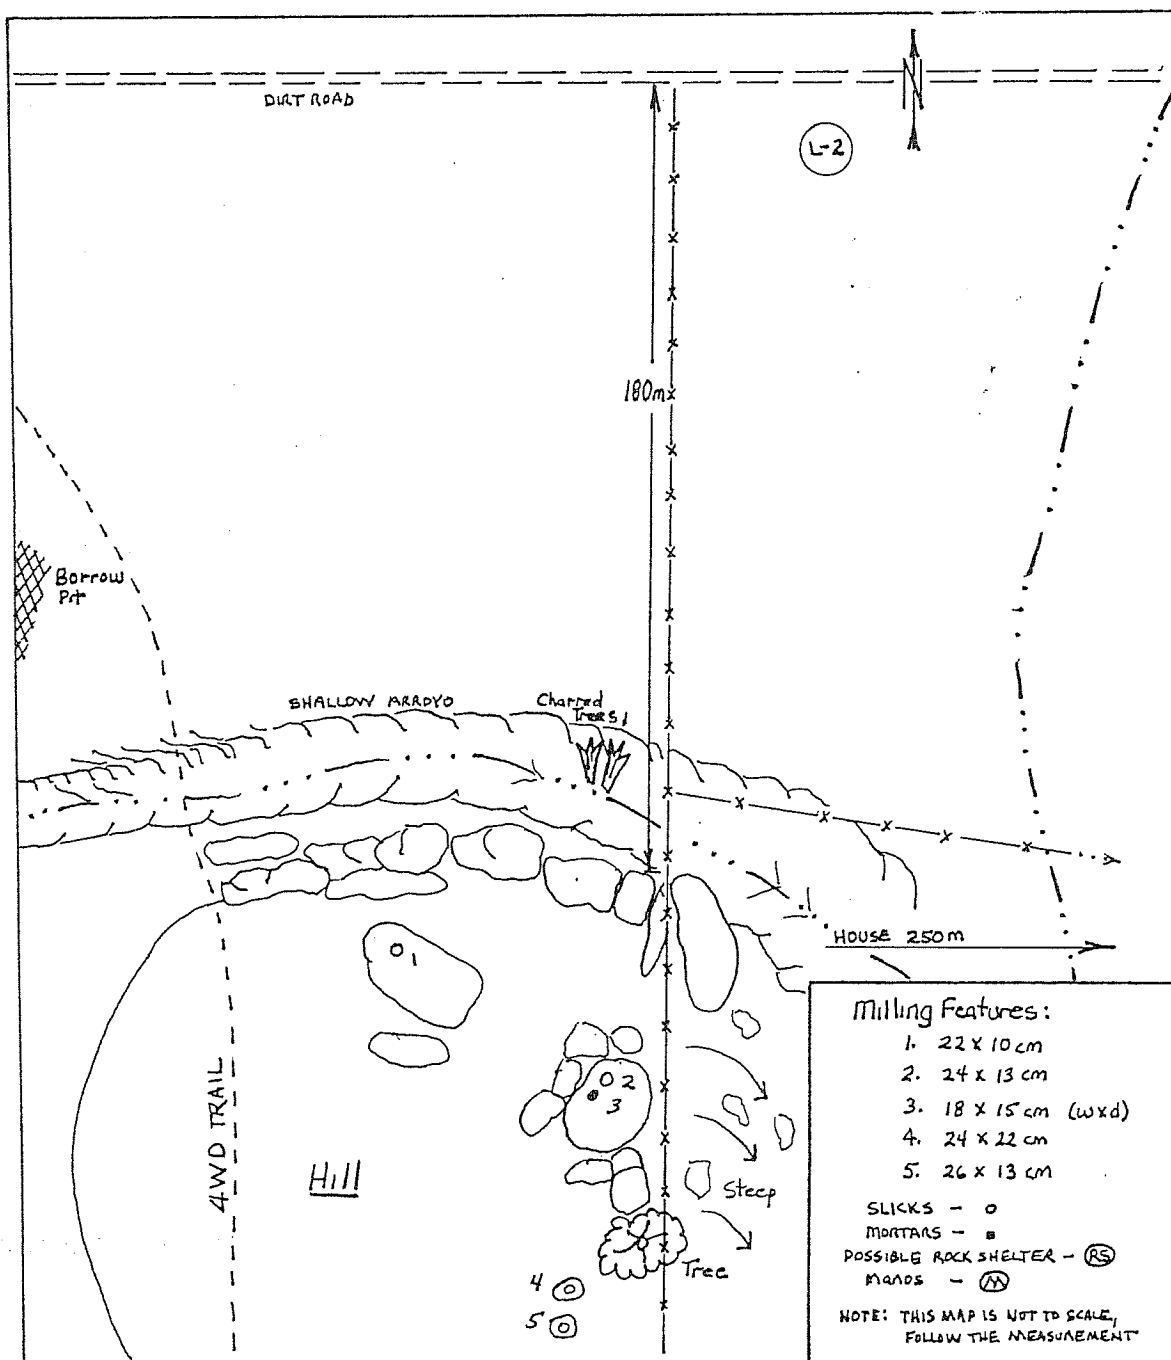 N
DIRT ROAD
L-2
180m
Borrow
Pit
SHALLOW ARROYO
Charred
Trees
HOUSE 250m
1
2
3
4WD TRAIL
Hill
Steep
Tree
4
5
Milling Features:
1. 22 x 10 cm
2. 24 x 13 cm
3. 18 x 15 cm (wxd)
4. 24 x 22 cm
5. 26 x 13 cm
SLICKS -
MORTARS -
POSSIBLE ROCK SHELTER - RS
MANOS - M
NOTE: THIS MAP IS NOT TO SCALE,
FOLLOW THE MEASUREMENT